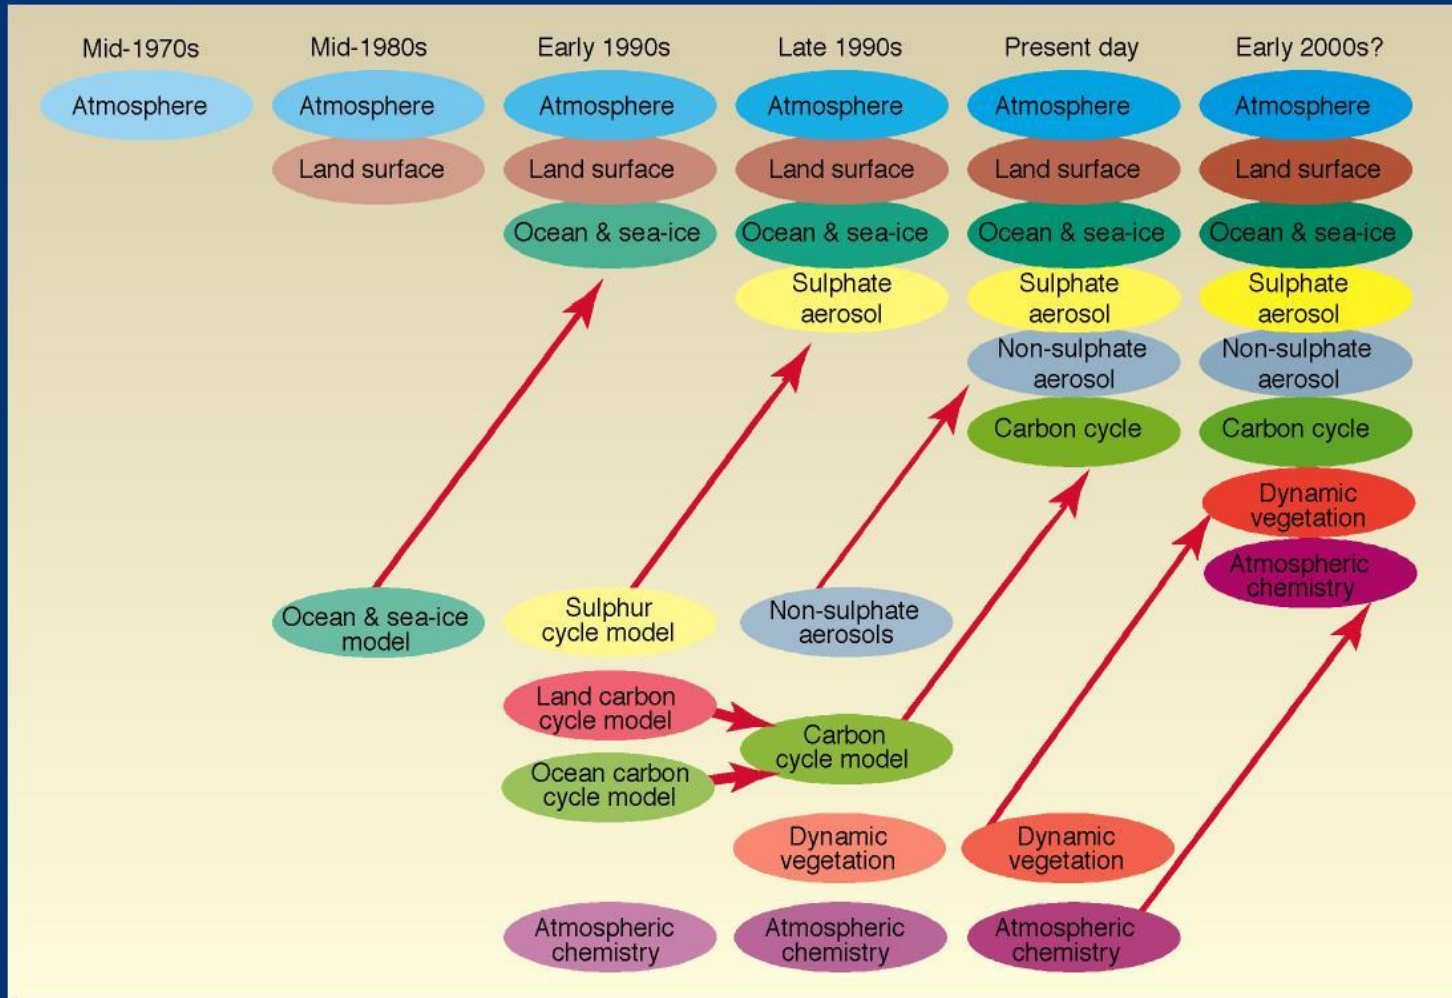 Mid-1970s
Mid-1980s
Early 1990s
Late 1990s
Present day
Early 2000s?
Atmosphere
Atmosphere
Atmosphere
Atmosphere
Atmosphere
Atmosphere
Land surface
Land surface
Land surface
Land surface
Land surface
Ocean & sea-ice
Ocean & sea-ice
Ocean & sea-ice
Ocean & sea-ice
Sulphate
aerosol
Sulphate
aerosol
Sulphate
aerosol
Non-sulphate
aerosol
Non-sulphate
aerosol
Carbon cycle
Carbon cycle
Dynamic
vegetation
Atmospheric
chemistry
Ocean & sea-ice
model
Sulphur
cycle model
Non-sulphate
aerosols
Land carbon
cycle model
Carbon
cycle model
Ocean carbon
cycle model
Dynamic
vegetation
Dynamic
vegetation
Atmospheric
chemistry
Atmospheric
chemistry
Atmospheric
chemistry